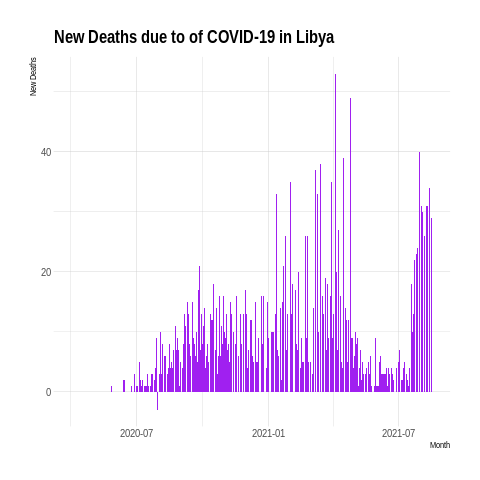 New Deaths due to of COVID-19 in Libya
New Deaths
40
20
0
2020-07
2021-01
2021-07
Month